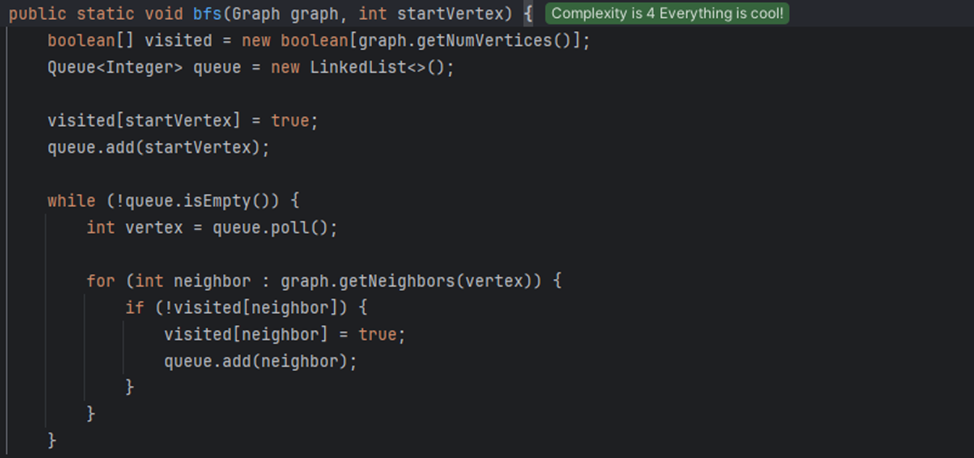 public static void bfs(Graph graph, int startVertex) { Complexity is 4 Everything is cool!
    boolean[] visited = new boolean[graph.getNumVertices()];
    Queue<Integer> queue = new LinkedList<>();

    visited[startVertex] = true;
    queue.add(startVertex);

    while (!queue.isEmpty()) {
        int vertex = queue.poll();

        for (int neighbor : graph.getNeighbors(vertex)) {
            if (!visited[neighbor]) {
                visited[neighbor] = true;
                queue.add(neighbor);
            }
        }
    }